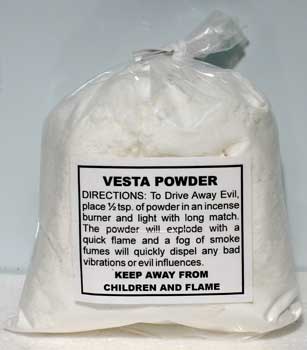 VESTA POWDER
DIRECTIONS: To Drive Away Evil,
place ½ tsp. of powder in an incense
burner and light with long match.
The powder will explode with a
quick flame and a fog of smoke
fumes will quickly dispel any bad
vibrations or evil influences.
KEEP AWAY FROM
CHILDREN AND FLAME